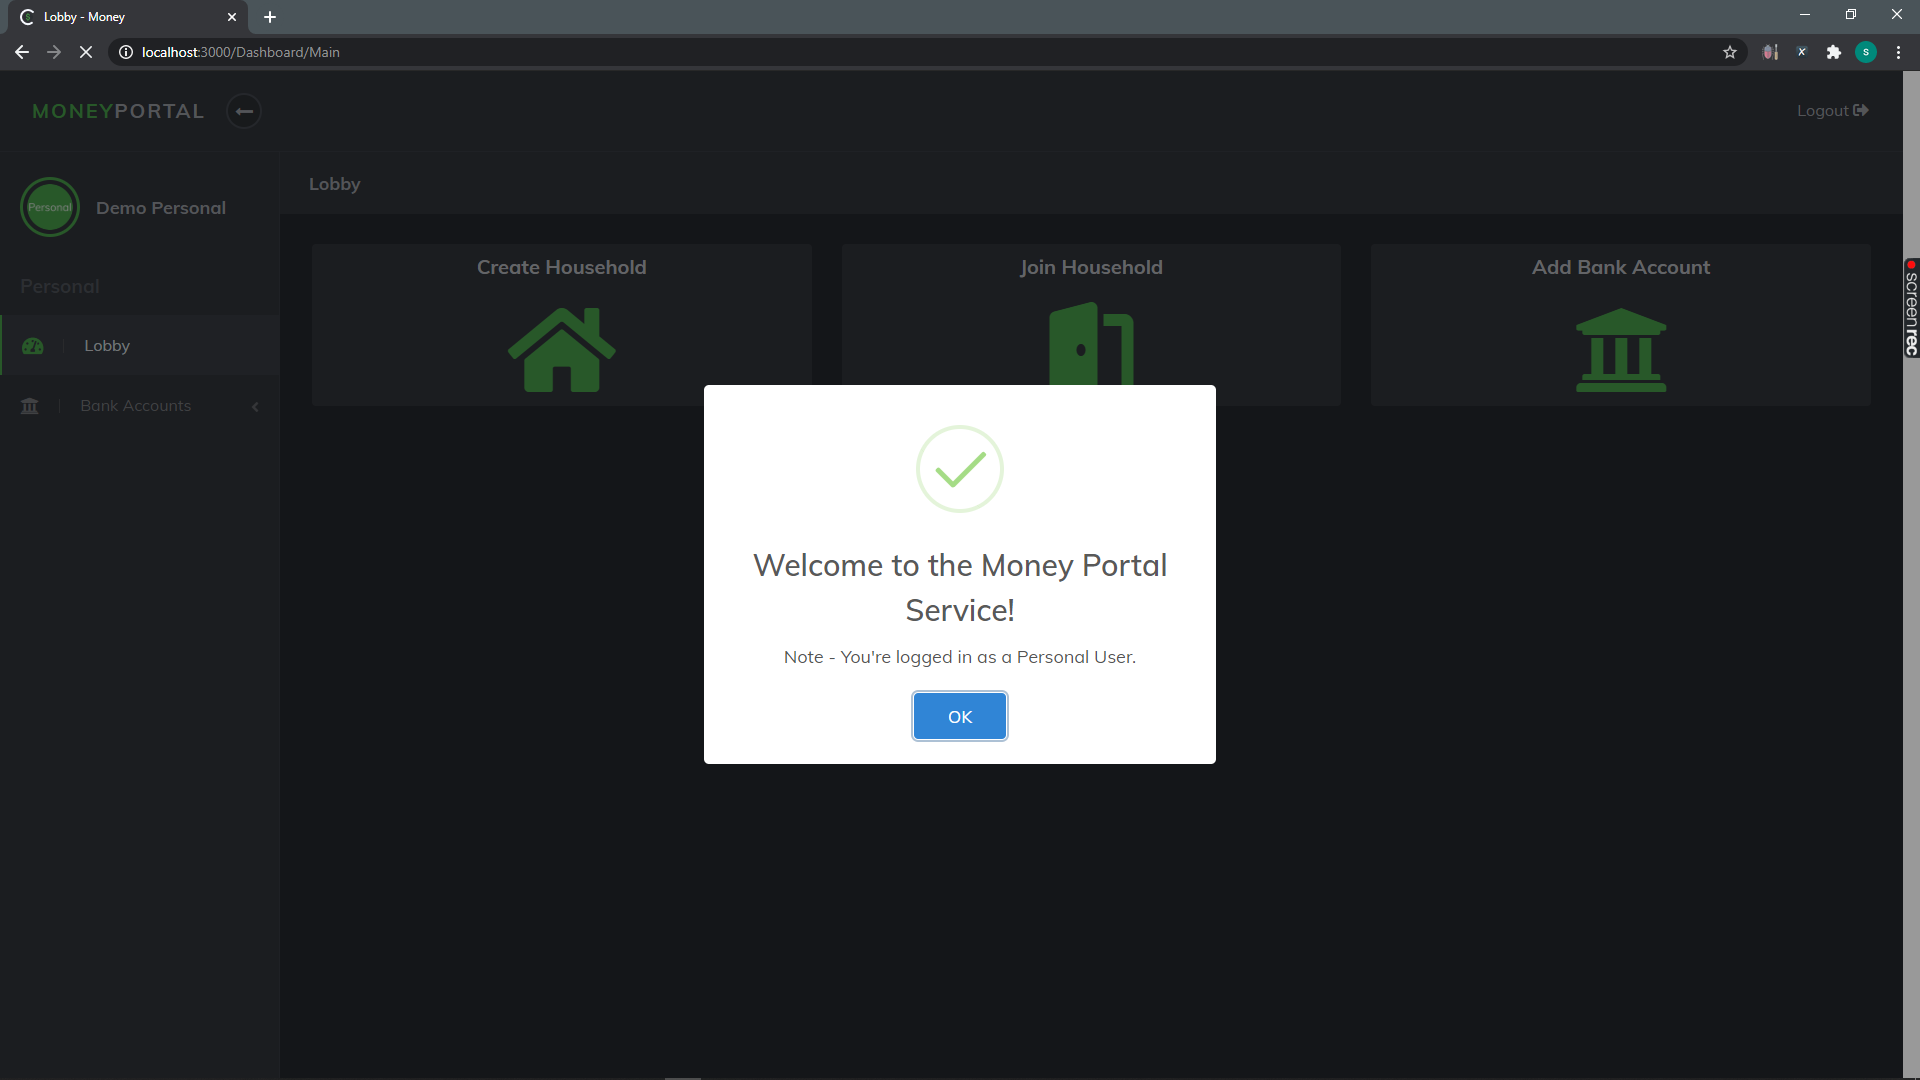 Lobby - Money
localhost:3000/Dashboard/Main
S
MONEYPORTAL
Logout
Personal
Demo Personal
Lobby
Personal
Lobby
Bank Accounts
Create Household
Join Household
Add Bank Account
screenrec
Welcome to the Money Portal
Service!
Note - You're logged in as a Personal User.
OK